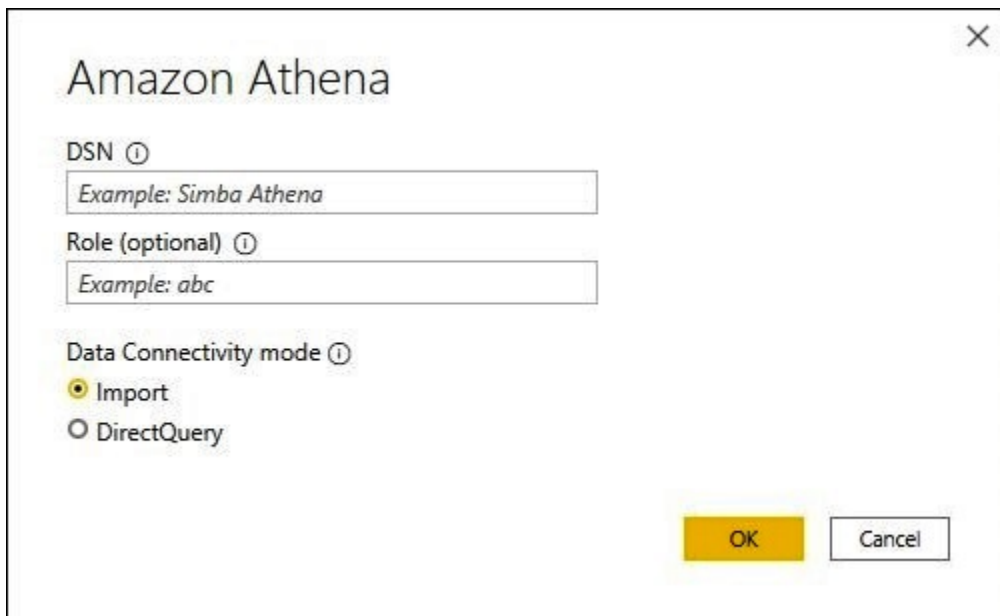 Amazon Athena
DSN
Example: Simba Athena
Role (optional)
Example: abc
Data Connectivity mode
Import
DirectQuery
OK Cancel